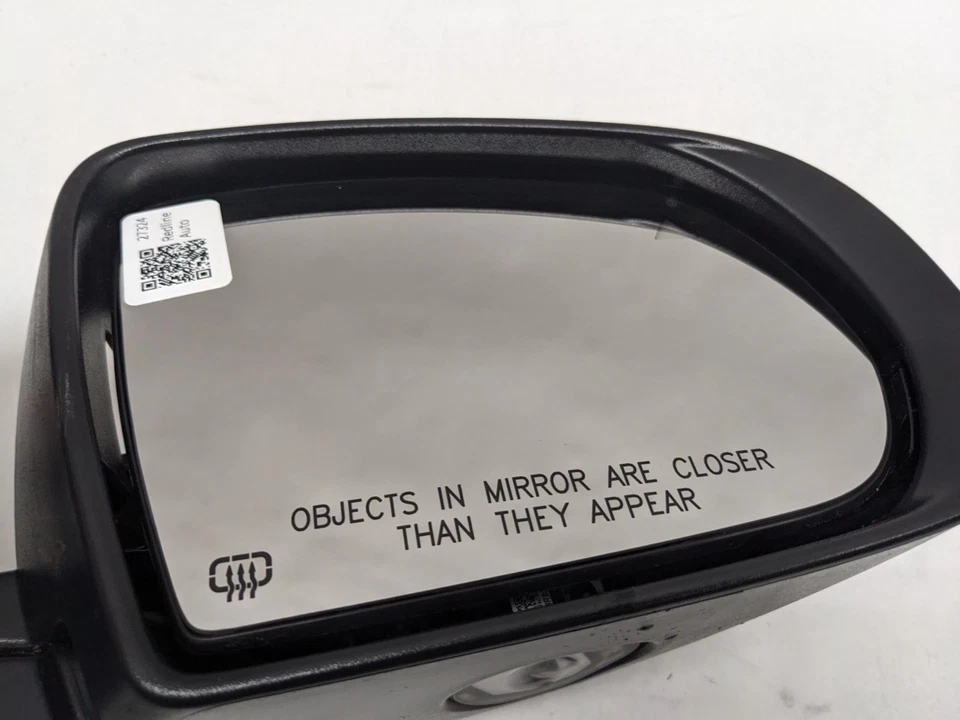 27324
Redline
Auto
OBJECTS IN MIRROR ARE CLOSER
THAN THEY APPEAR